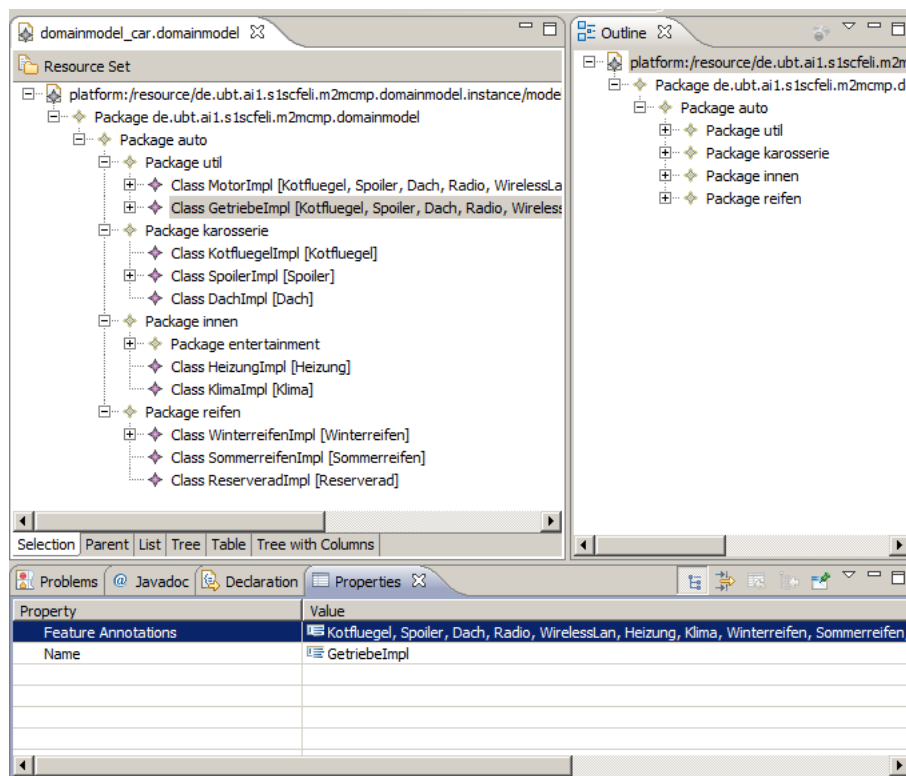 domainmodel_car.domainmodel
Resource Set
platform:/resource/de.ubt.ai1.s1scfeli.m2mcmp.domainmodel.instance/mode
Package de.ubt.ai1.s1scfeli.m2mcmp.domainmodel
Package auto
Package util
Class MotorImpl [Kotfluegel, Spoiler, Dach, Radio, WirelessLa
Class GetriebeImpl [Kotfluegel, Spoiler, Dach, Radio, Wireless
Package karosserie
Class KotfluegelImpl [Kotfluegel]
Class SpoilerImpl [Spoiler]
Class DachImpl [Dach]
Package innen
Package entertainment
Class HeizungImpl [Heizung]
Class KlimaImpl [Klima]
Package reifen
Class WinterreifenImpl [Winterreifen]
Class SommerreifenImpl [Sommerreifen]
Class ReserveradImpl [Reserverad]
Selection Parent List Tree Table Tree with Columns
Outline
platform:/resource/de.ubt.ai1.s1scfeli.m2m
Package de.ubt.ai1.s1scfeli.m2mcmp.d
Package auto
Package util
Package karosserie
Package innen
Package reifen
Problems @ Javadoc Declaration Properties
Property Value
Feature Annotations Kotfluegel, Spoiler, Dach, Radio, WirelessLan, Heizung, Klima, Winterreifen, Sommerreifen,
Name GetriebeImpl